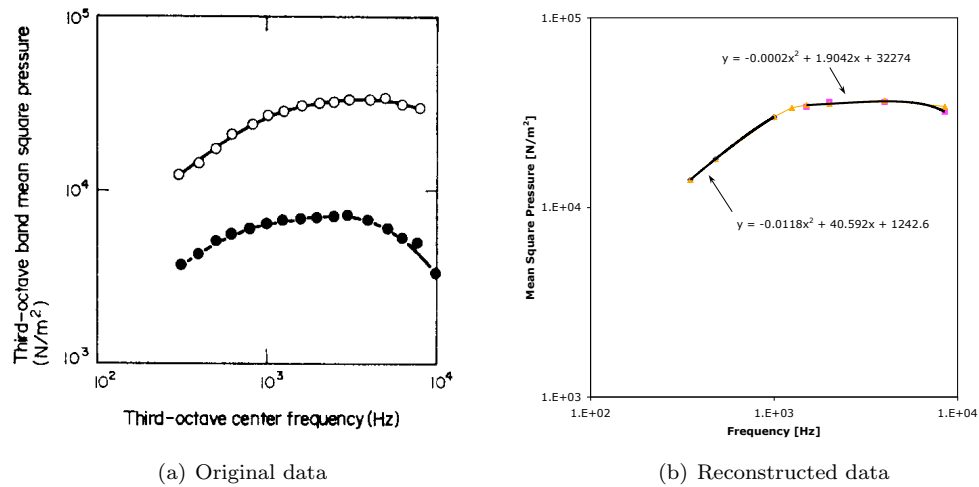 10⁵
10⁴
10³
Third-octave band mean square pressure
(N/m²)
10²
10³
10⁴
Third-octave center frequency (Hz)
(a) Original data
1.E+05
1.E+04
1.E+03
Mean Square Pressure [N/m²]
y = -0.0002x² + 1.9042x + 32274
y = -0.0118x² + 40.592x + 1242.6
1.E+02
1.E+03
1.E+04
Frequency [Hz]
(b) Reconstructed data